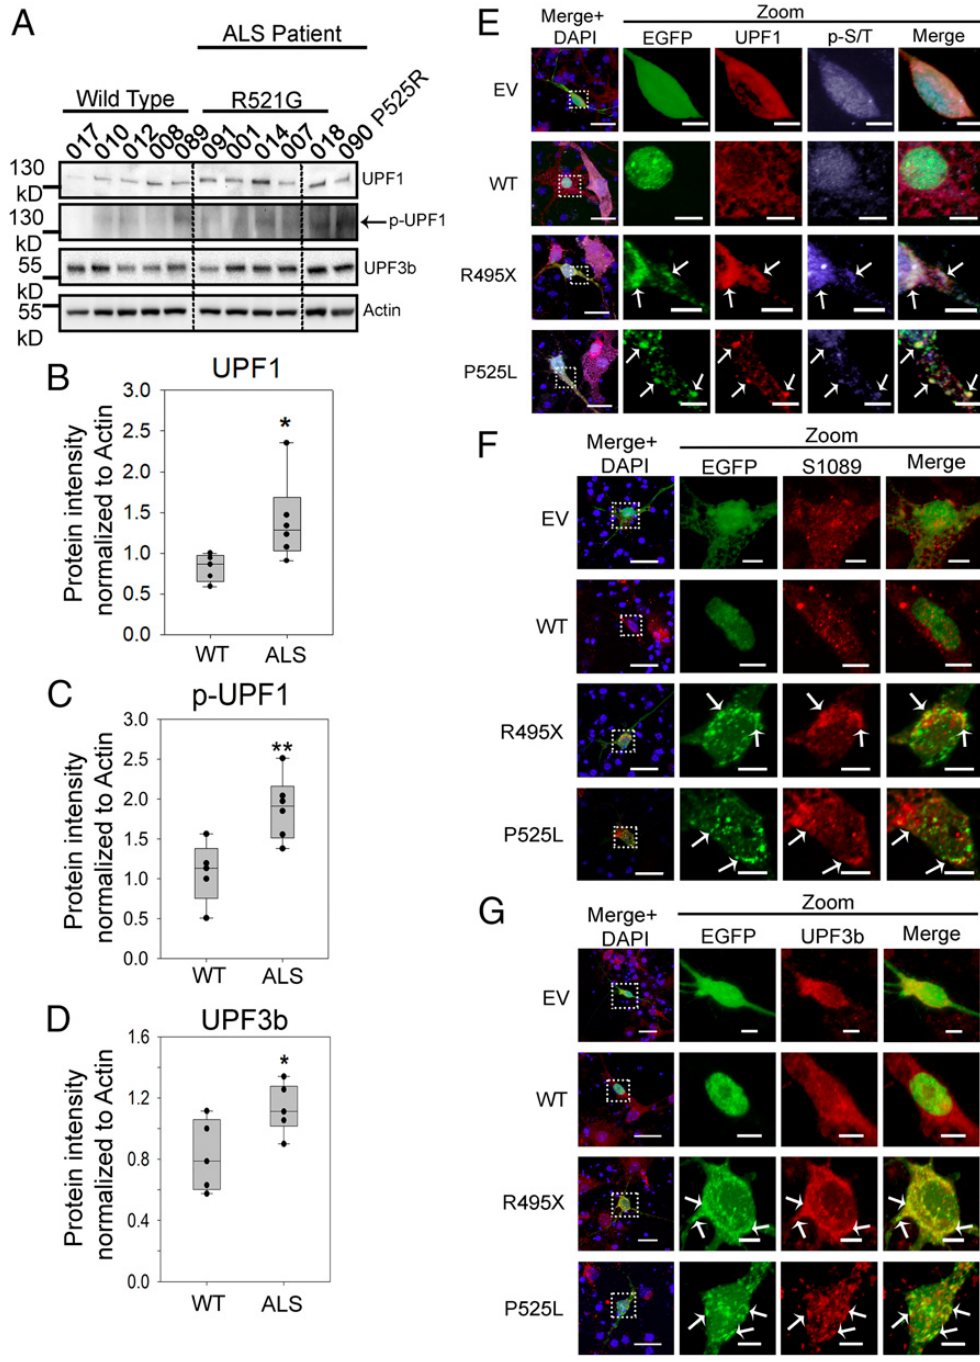 A
ALS Patient
Wild Type
R521G
P525R
017 010 012 008 089 091 001 014 007 018 090
130
kD
UPF1
130
kD
p-UPF1
55
kD
UPF3b
55
kD
Actin
B
UPF1
Protein intensity
normalized to Actin
3.0
2.5
2.0
1.5
1.0
0.5
0.0
*
WT ALS
C
p-UPF1
Protein intensity
normalized to Actin
3.0
2.5
2.0
1.5
1.0
0.5
0.0
**
WT ALS
D
UPF3b
Protein intensity
normalized to Actin
1.6
1.2
0.8
0.4
0.0
*
WT ALS
E
Merge+
DAPI
Zoom
EGFP UPF1 p-S/T Merge
EV
WT
R495X
P525L
F
Merge+
DAPI
Zoom
EGFP S1089 Merge
EV
WT
R495X
P525L
G
Merge+
DAPI
Zoom
EGFP UPF3b Merge
EV
WT
R495X
P525L